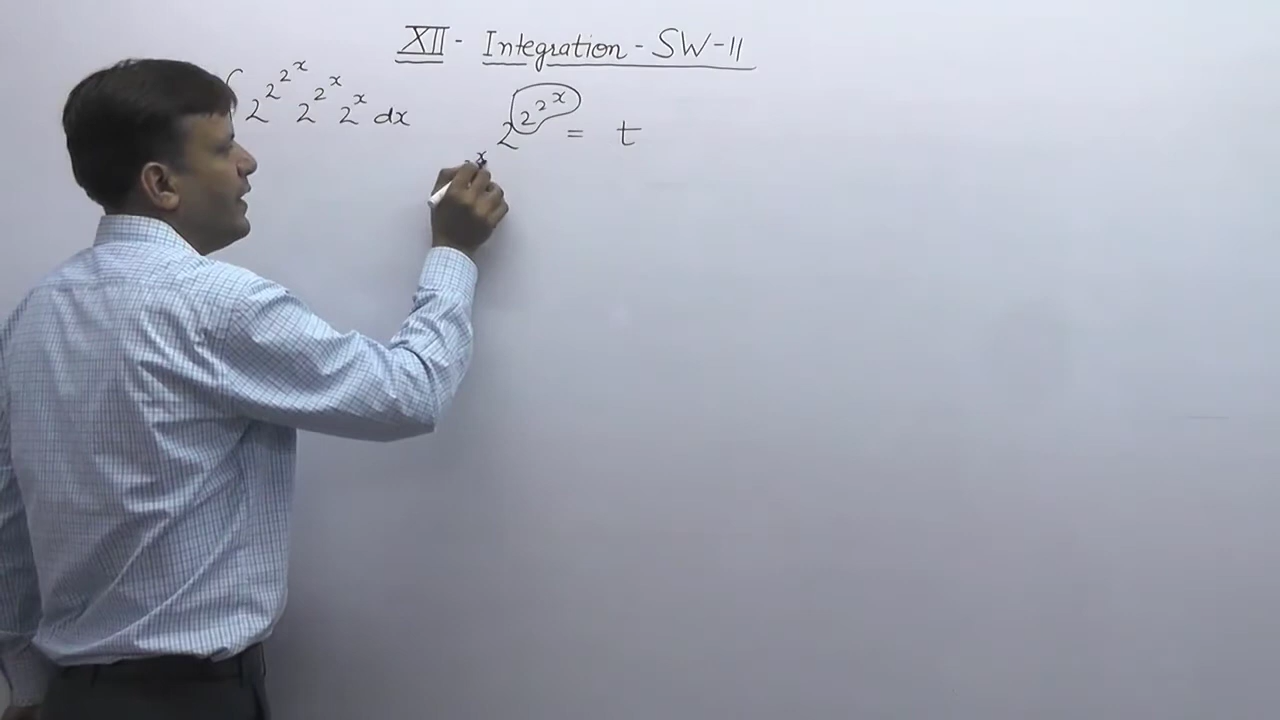 XII - Integration - SW-11
∫ 2^{2^{2^x}} 2^{2^x} 2^x dx
2^{2^{2^x}} = t
x